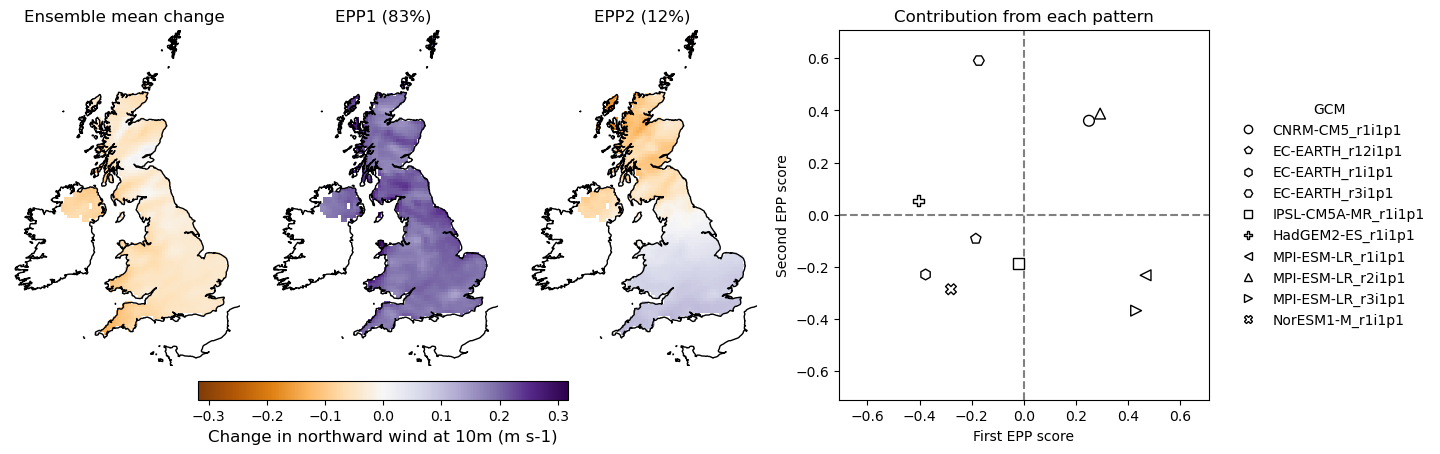 Ensemble mean change
EPP1 (83%)
EPP2 (12%)
−0.3 −0.2 −0.1 0.0 0.1 0.2 0.3
Change in northward wind at 10m (m s-1)
Contribution from each pattern
Second EPP score
0.6
0.4
0.2
0.0
−0.2
−0.4
−0.6
−0.6 −0.4 −0.2 0.0 0.2 0.4 0.6
First EPP score
GCM
CNRM-CM5_r1i1p1
EC-EARTH_r12i1p1
EC-EARTH_r1i1p1
EC-EARTH_r3i1p1
IPSL-CM5A-MR_r1i1p1
HadGEM2-ES_r1i1p1
MPI-ESM-LR_r1i1p1
MPI-ESM-LR_r2i1p1
MPI-ESM-LR_r3i1p1
NorESM1-M_r1i1p1